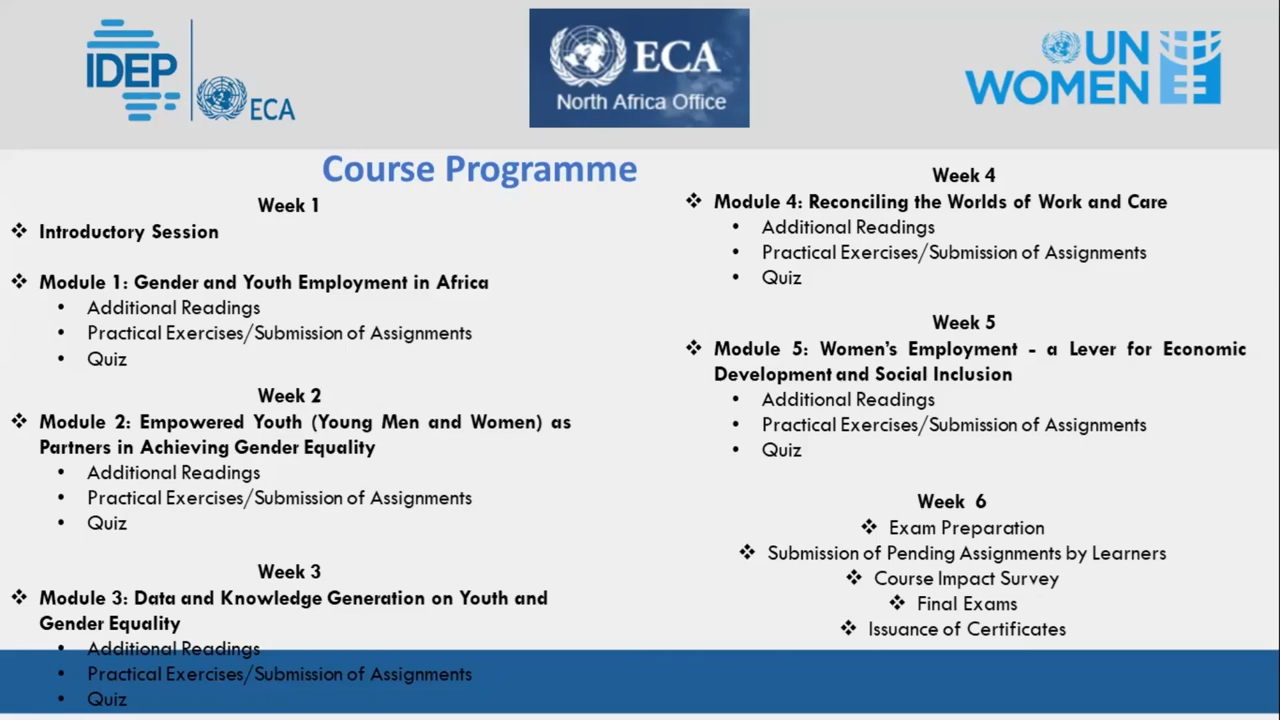 IDEP
ECA
ECA
North Africa Office
UN
WOMEN
Course Programme
Week 1
❖ Introductory Session
❖ Module 1: Gender and Youth Employment in Africa
• Additional Readings
• Practical Exercises/Submission of Assignments
• Quiz
Week 2
❖ Module 2: Empowered Youth (Young Men and Women) as
Partners in Achieving Gender Equality
• Additional Readings
• Practical Exercises/Submission of Assignments
• Quiz
Week 3
❖ Module 3: Data and Knowledge Generation on Youth and
Gender Equality
• Additional Readings
• Practical Exercises/Submission of Assignments
• Quiz
Week 4
❖ Module 4: Reconciling the Worlds of Work and Care
• Additional Readings
• Practical Exercises/Submission of Assignments
• Quiz
Week 5
❖ Module 5: Women’s Employment - a Lever for Economic
Development and Social Inclusion
• Additional Readings
• Practical Exercises/Submission of Assignments
• Quiz
Week 6
❖ Exam Preparation
❖ Submission of Pending Assignments by Learners
❖ Course Impact Survey
❖ Final Exams
❖ Issuance of Certificates